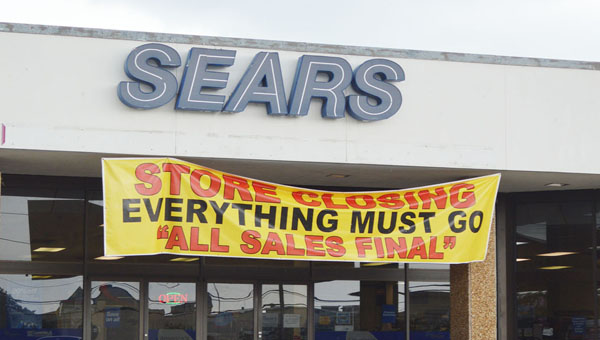 SEARS
STORE CLOSING
EVERYTHING MUST GO
"ALL SALES FINAL"
OPEN